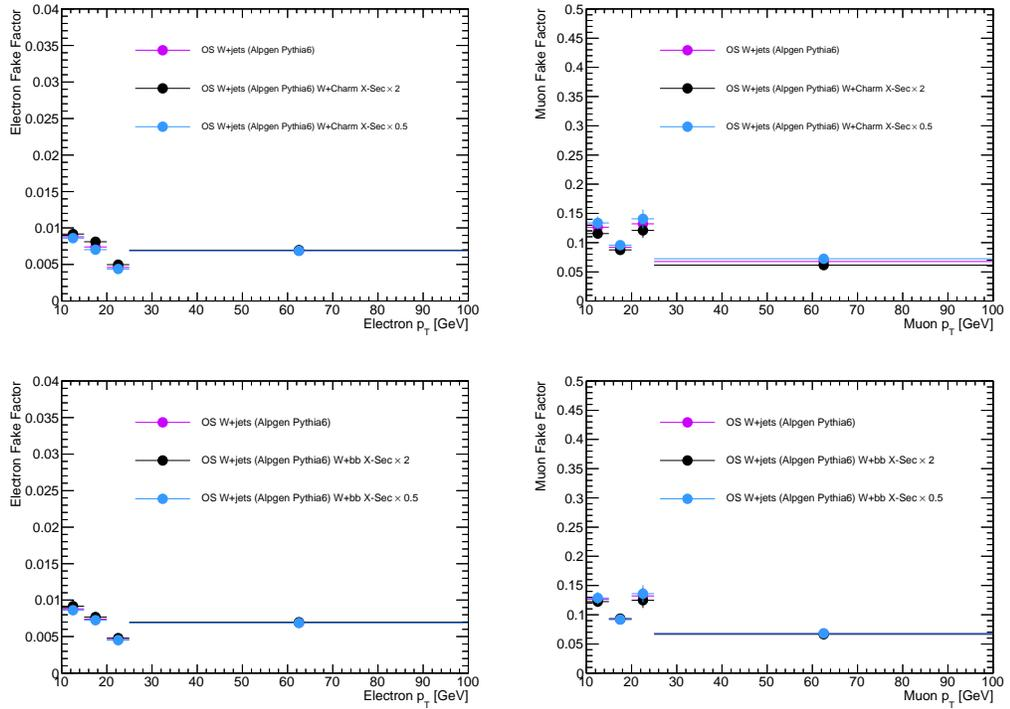 Electron Fake Factor
0.04
0.035
0.03
0.025
0.02
0.015
0.01
0.005
0
OS W+jets (Alpgen Pythia6)
OS W+jets (Alpgen Pythia6) W+Charm X-Sec × 2
OS W+jets (Alpgen Pythia6) W+Charm X-Sec × 0.5
10 20 30 40 50 60 70 80 90 100
Electron p_T [GeV]
Muon Fake Factor
0.5
0.45
0.4
0.35
0.3
0.25
0.2
0.15
0.1
0.05
0
OS W+jets (Alpgen Pythia6)
OS W+jets (Alpgen Pythia6) W+Charm X-Sec × 2
OS W+jets (Alpgen Pythia6) W+Charm X-Sec × 0.5
10 20 30 40 50 60 70 80 90 100
Muon p_T [GeV]
Electron Fake Factor
0.04
0.035
0.03
0.025
0.02
0.015
0.01
0.005
0
OS W+jets (Alpgen Pythia6)
OS W+jets (Alpgen Pythia6) W+bb X-Sec × 2
OS W+jets (Alpgen Pythia6) W+bb X-Sec × 0.5
10 20 30 40 50 60 70 80 90 100
Electron p_T [GeV]
Muon Fake Factor
0.5
0.45
0.4
0.35
0.3
0.25
0.2
0.15
0.1
0.05
0
OS W+jets (Alpgen Pythia6)
OS W+jets (Alpgen Pythia6) W+bb X-Sec × 2
OS W+jets (Alpgen Pythia6) W+bb X-Sec × 0.5
10 20 30 40 50 60 70 80 90 100
Muon p_T [GeV]